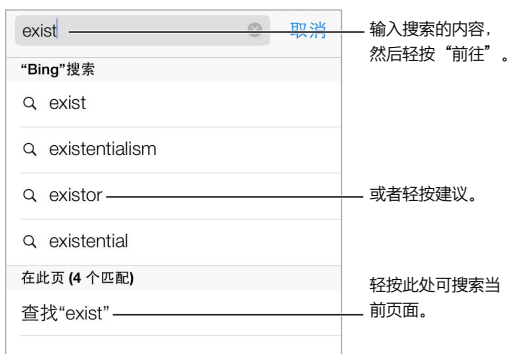 exist 取消
“Bing”搜索
exist
existentialism
existor
existential
在此页 (4 个匹配)
查找“exist”
输入搜索的内容，
然后轻按“前往”。
或者轻按建议。
轻按此处可搜索当
前页面。